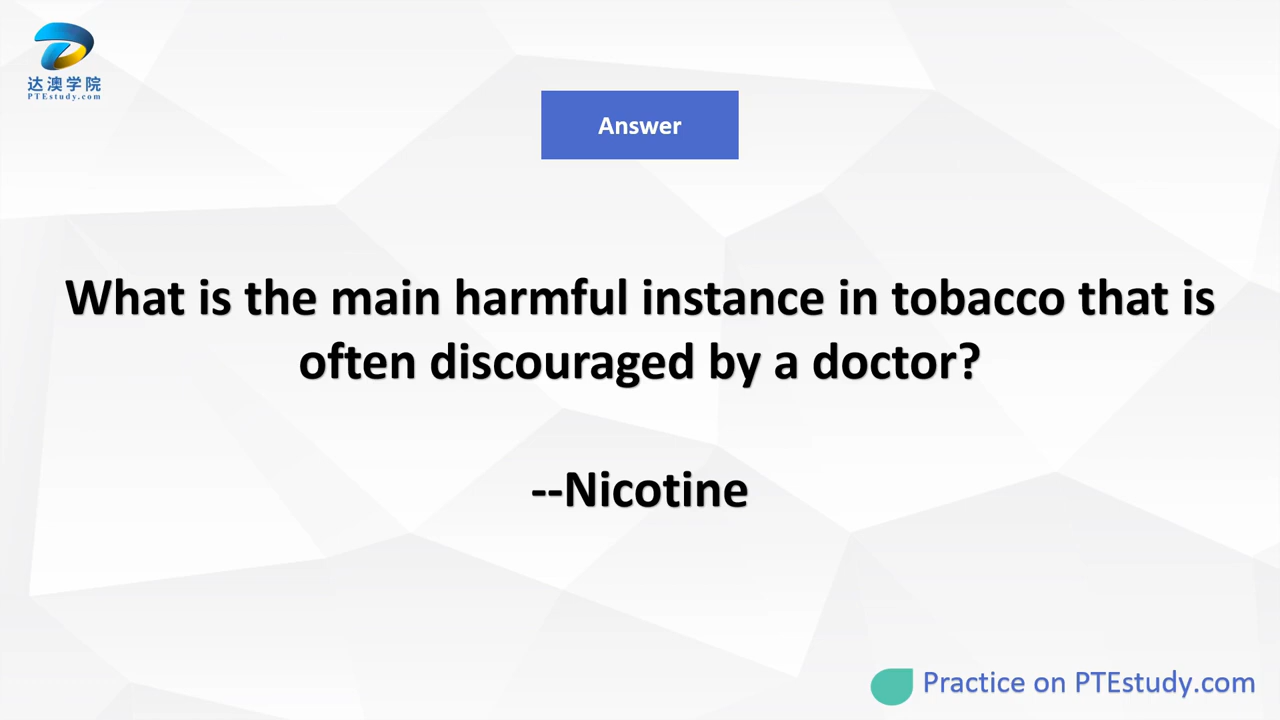 达澳学院
PTEstudy.com
Answer
What is the main harmful instance in tobacco that is
often discouraged by a doctor?
--Nicotine
Practice on PTEstudy.com